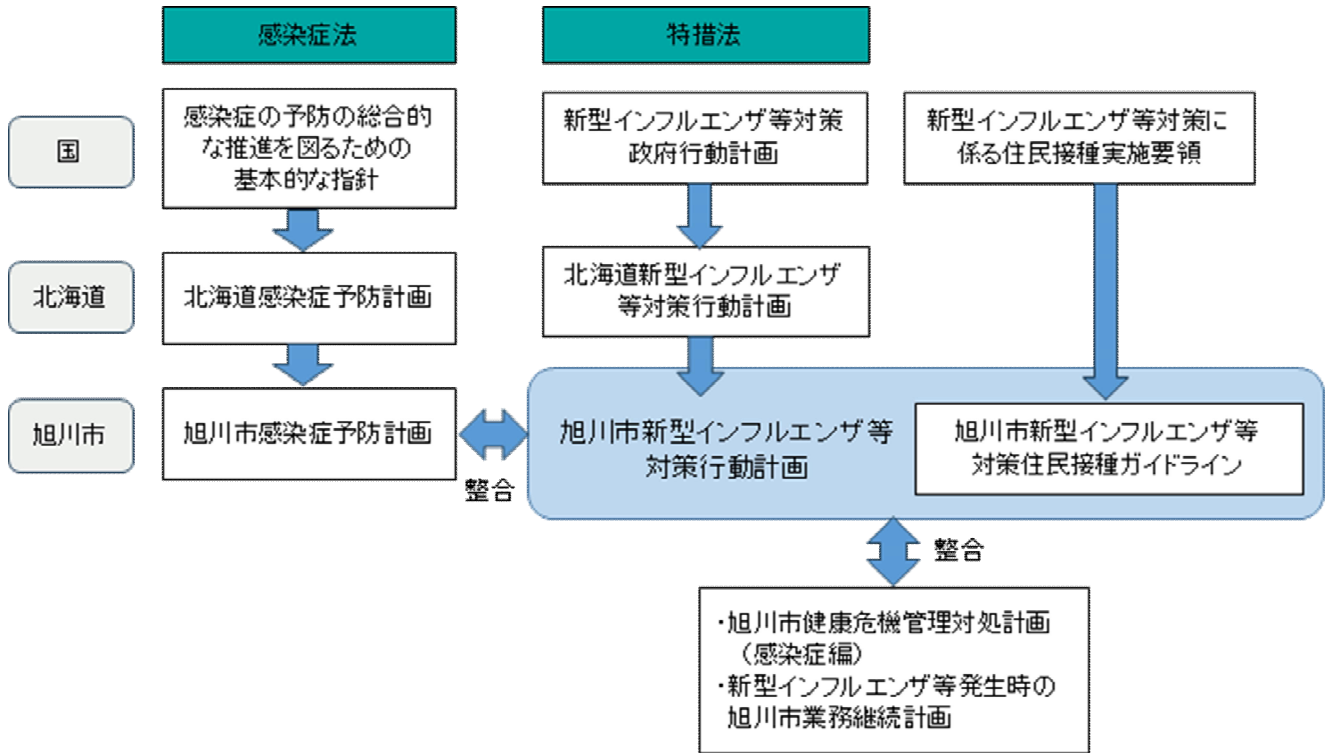 感染症法
特措法
国
感染症の予防の総合的
な推進を図るための
基本的な指針
新型インフルエンザ等対策
政府行動計画
新型インフルエンザ等対策に
係る住民接種実施要領
北海道
北海道感染症予防計画
北海道新型インフルエンザ
等対策行動計画
旭川市
旭川市感染症予防計画
整合
旭川市新型インフルエンザ等
対策行動計画
旭川市新型インフルエンザ等
対策住民接種ガイドライン
整合
・旭川市健康危機管理対処計画
（感染症編）
・新型インフルエンザ等発生時の
旭川市業務継続計画